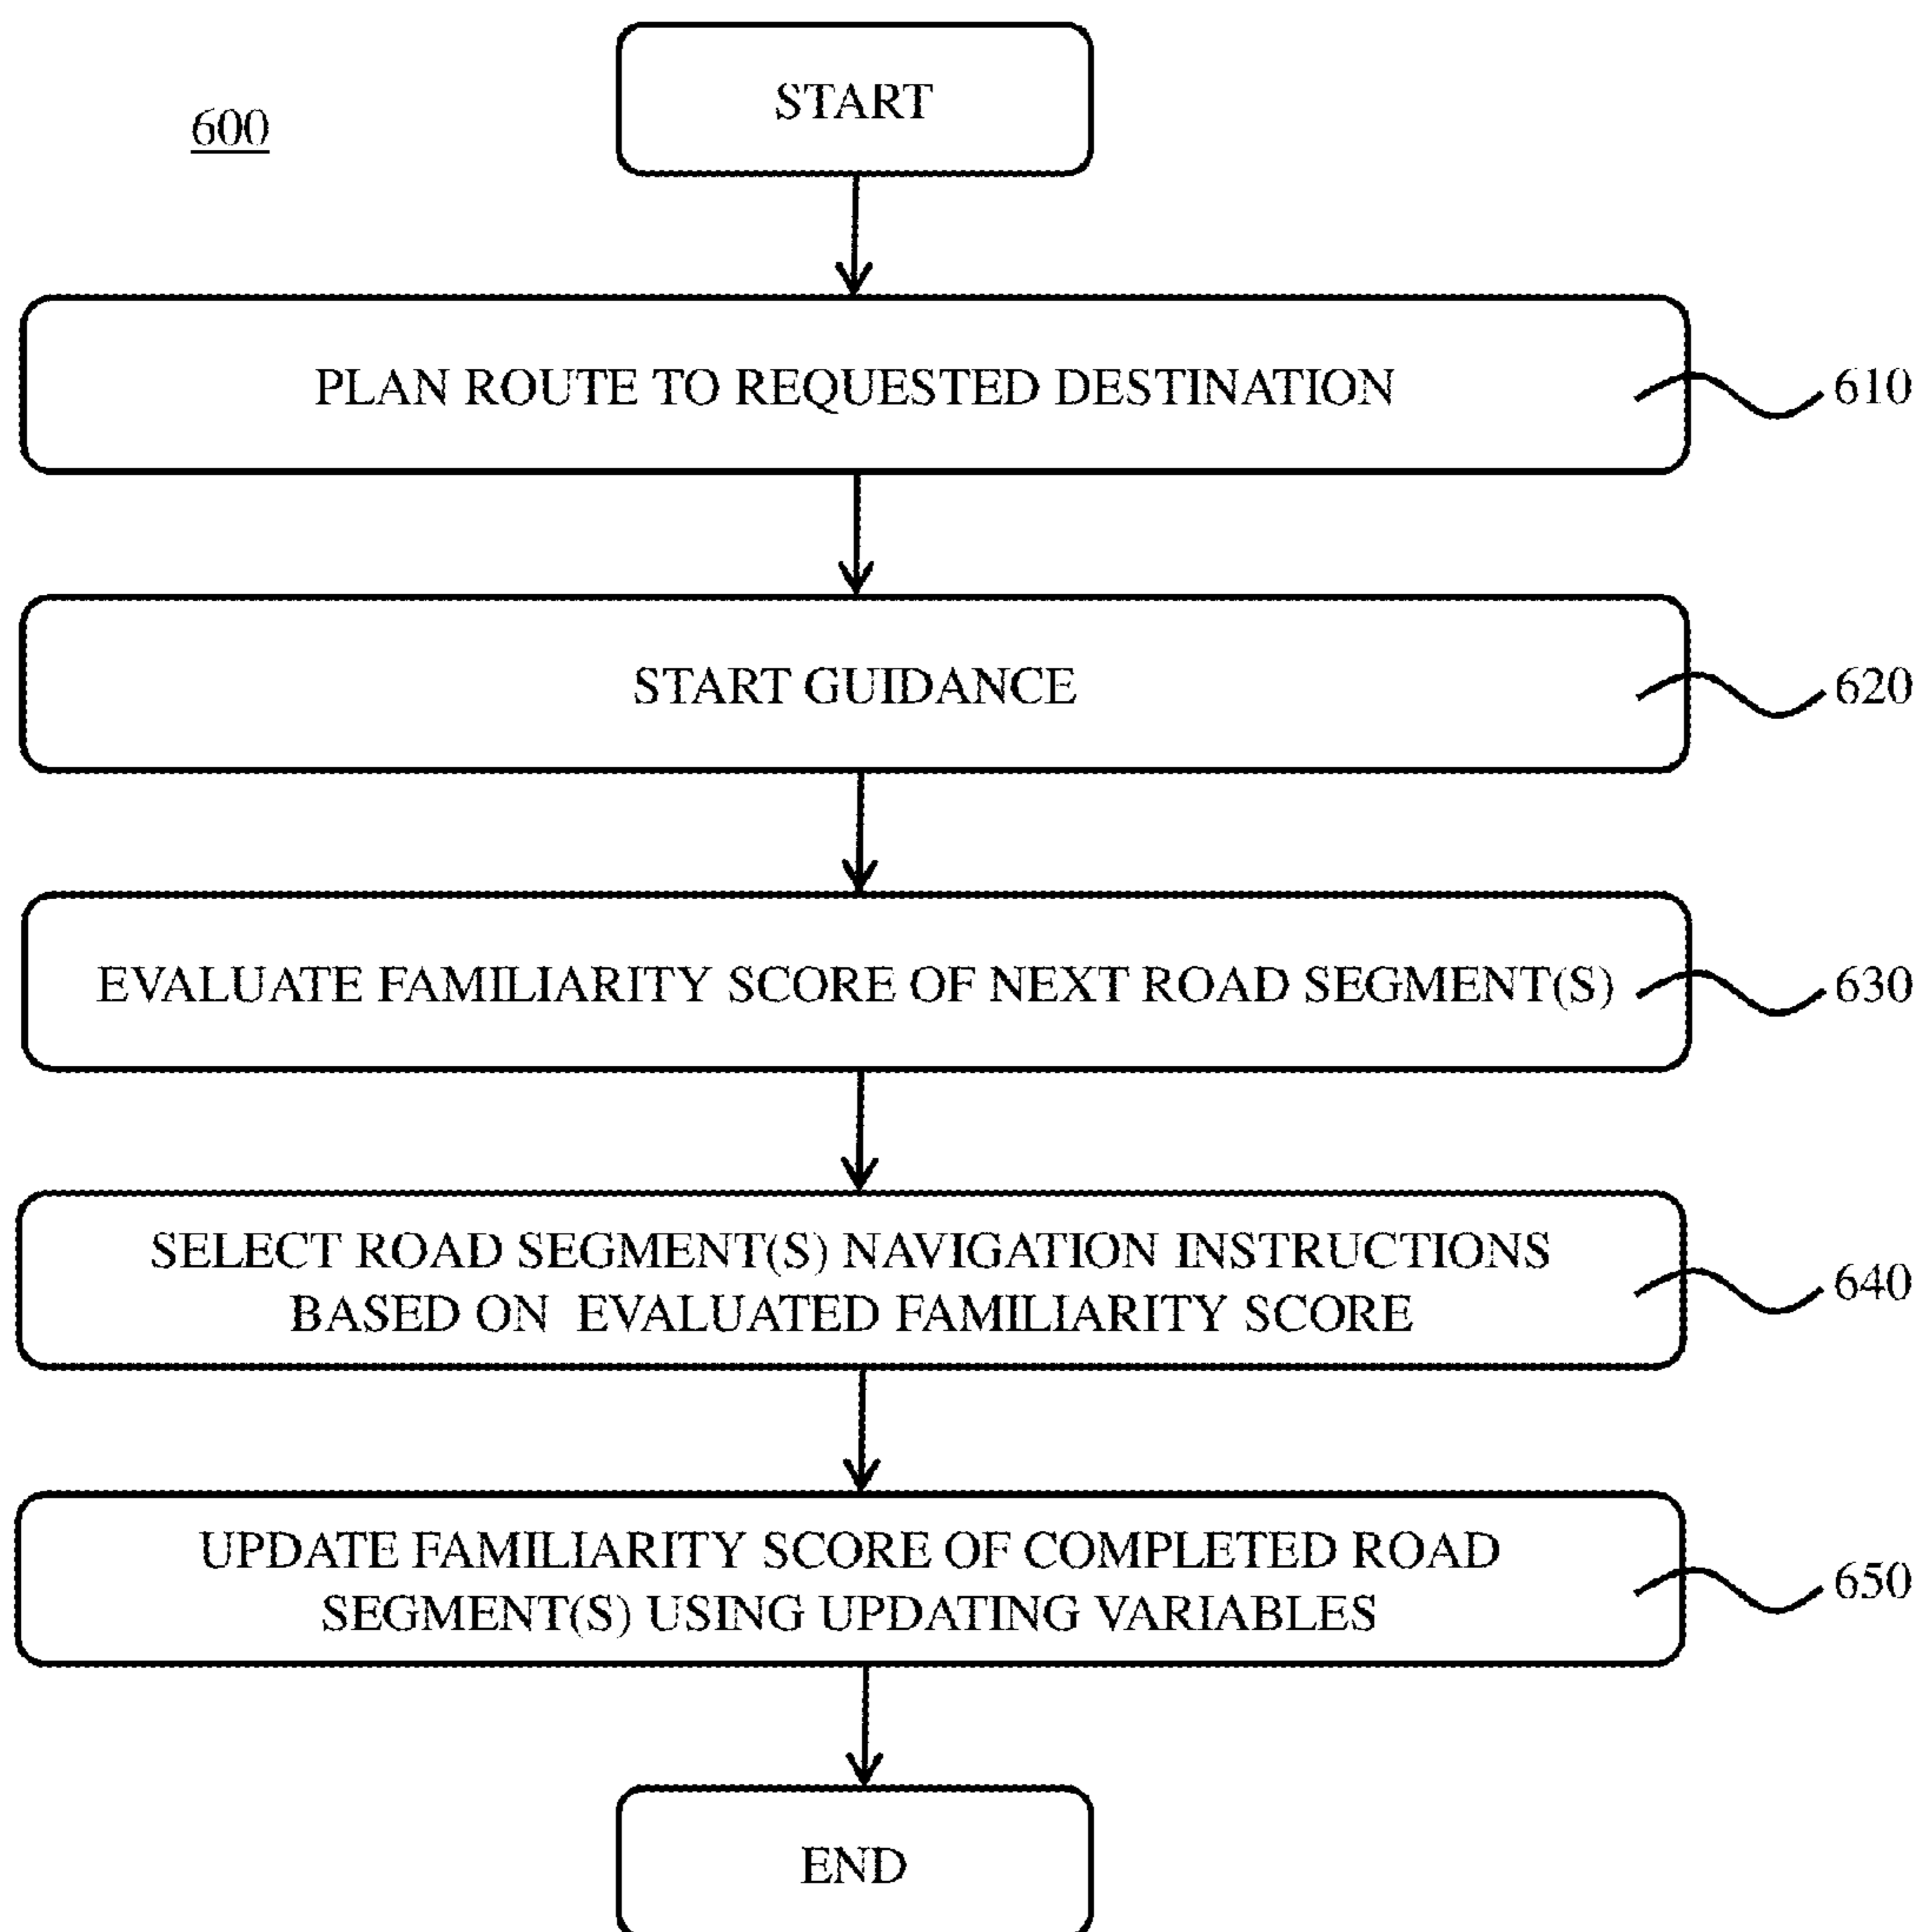 START
600
PLAN ROUTE TO REQUESTED DESTINATION
610
START GUIDANCE
620
EVALUATE FAMILIARITY SCORE OF NEXT ROAD SEGMENT(S)
630
SELECT ROAD SEGMENT(S) NAVIGATION INSTRUCTIONS
BASED ON EVALUATED FAMILIARITY SCORE
640
UPDATE FAMILIARITY SCORE OF COMPLETED ROAD
SEGMENT(S) USING UPDATING VARIABLES
650
END